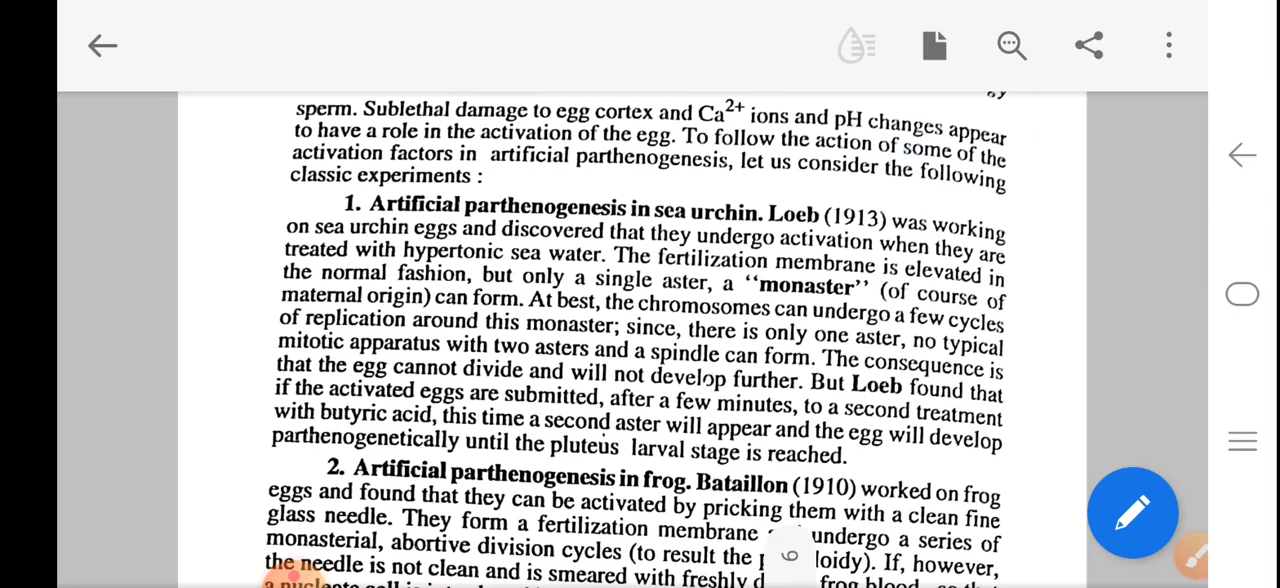 sperm. Sublethal damage to egg cortex and Ca2+ ions and pH changes appear
to have a role in the activation of the egg. To follow the action of some of the
activation factors in artificial parthenogenesis, let us consider the following
classic experiments :
1. Artificial parthenogenesis in sea urchin. Loeb (1913) was working
on sea urchin eggs and discovered that they undergo activation when they are
treated with hypertonic sea water. The fertilization membrane is elevated in
the normal fashion, but only a single aster, a “monaster” (of course of
maternal origin) can form. At best, the chromosomes can undergo a few cycles
of replication around this monaster; since, there is only one aster, no typical
mitotic apparatus with two asters and a spindle can form. The consequence is
that the egg cannot divide and will not develop further. But Loeb found that
if the activated eggs are submitted, after a few minutes, to a second treatment
with butyric acid, this time a second aster will appear and the egg will develop
parthenogenetically until the pluteus larval stage is reached.
2. Artificial parthenogenesis in frog. Bataillon (1910) worked on frog
eggs and found that they can be activated by pricking them with a clean fine
glass needle. They form a fertilization membrane undergo a series of
monasterial, abortive division cycles (to result the If, however,
the needle is not clean and is smeared with freshly frog blood,
9